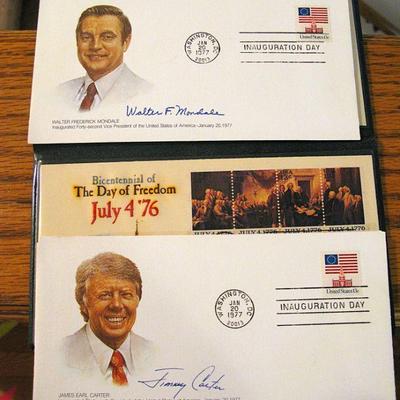 WASHINGTON, DC
JAN
20
1977
20013
INAUGURATION DAY
United States 13c
Walter F. Mondale
WALTER FREDERICK MONDALE
Inaugurated Forty-second Vice President of the United States of America - January 20, 1977
Bicentennial of
The Day of Freedom
July 4 '76
JULY 4, 1776 JULY 4, 1776 JULY 4, 1776 JULY 4, 1776
WASHINGTON, DC
JAN
20
1977
20013
INAUGURATION DAY
United States 13c
Jimmy Carter
JAMES EARL CARTER